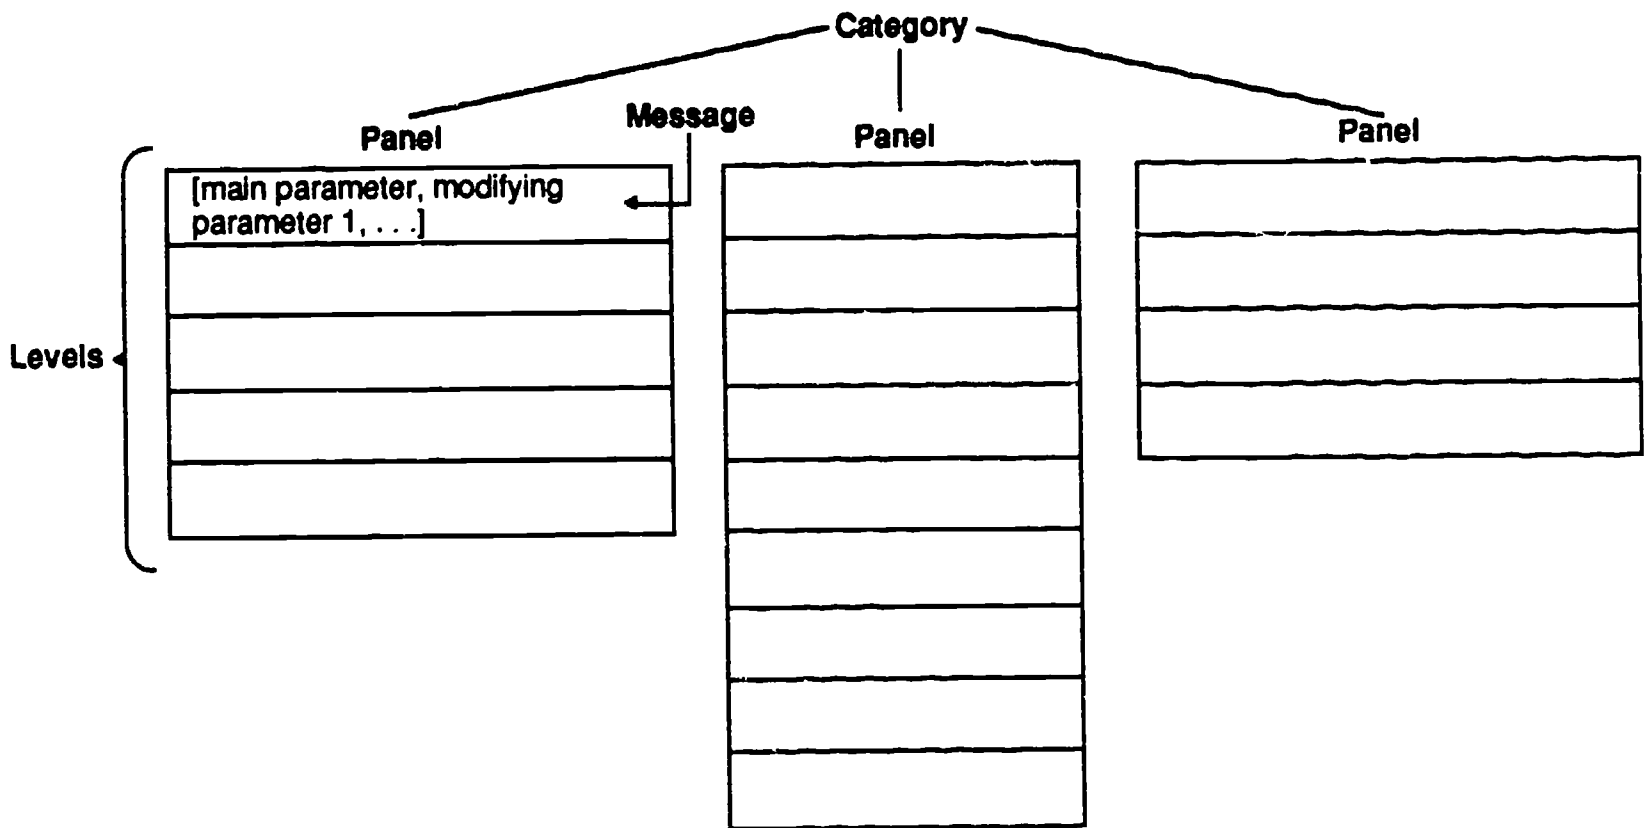 Category
Message
Panel
Panel
Panel
[main parameter, modifying
parameter 1, . . .]
Levels